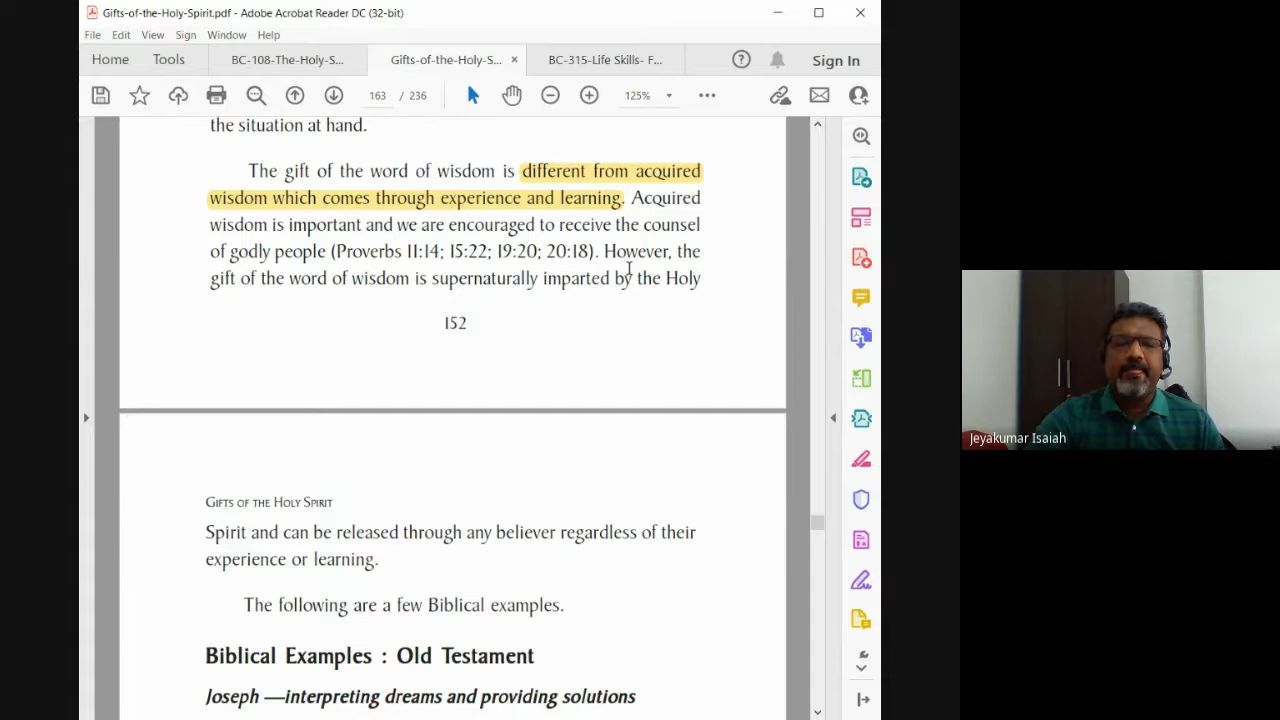 Gifts-of-the-Holy-Spirit.pdf - Adobe Acrobat Reader DC (32-bit)
File Edit View Sign Window Help
Home Tools BC-108-The-Holy-S... Gifts-of-the-Holy-S... × BC-315-Life Skills- F... Sign In
163 / 236 125%
the situation at hand.
The gift of the word of wisdom is different from acquired
wisdom which comes through experience and learning. Acquired
wisdom is important and we are encouraged to receive the counsel
of godly people (Proverbs 11:14; 15:22; 19:20; 20:18). However, the
gift of the word of wisdom is supernaturally imparted by the Holy
152
GIFTS OF THE HOLY SPIRIT
Spirit and can be released through any believer regardless of their
experience or learning.
The following are a few Biblical examples.
Biblical Examples : Old Testament
Joseph —interpreting dreams and providing solutions
Jeyakumar Isaiah